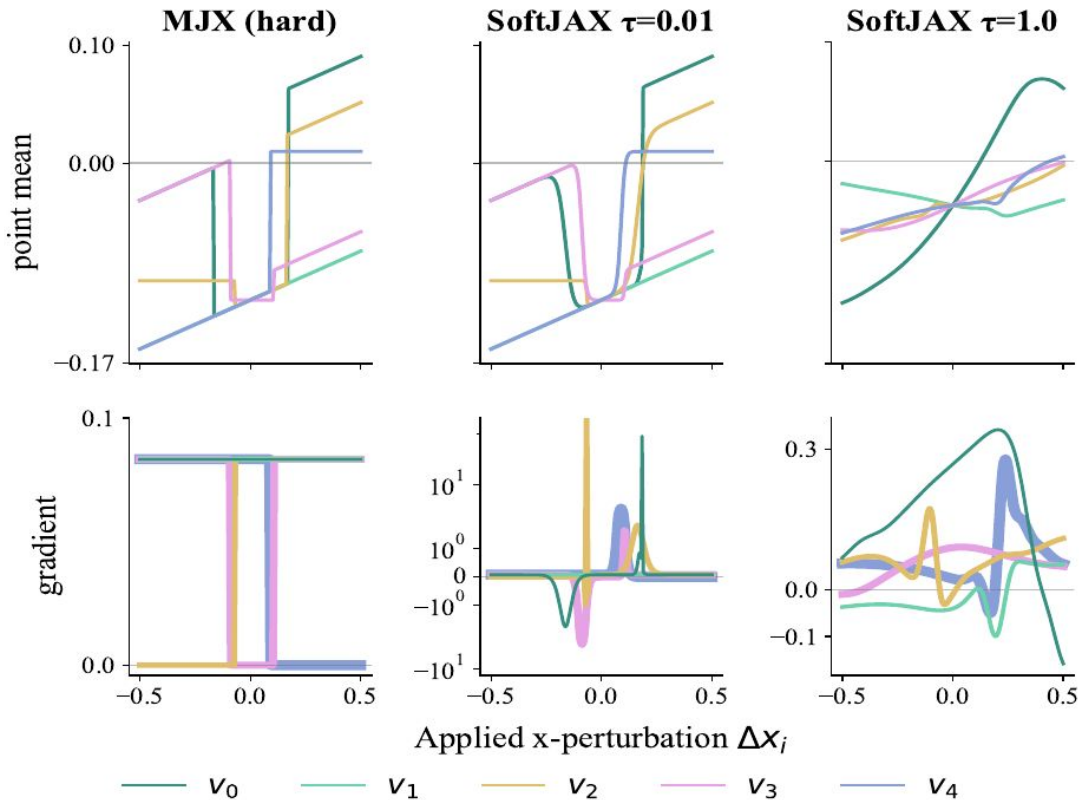 MJX (hard) SoftJAX τ=0.01 SoftJAX τ=1.0
point mean
0.10
0.00
−0.17
gradient
0.1
0.0
−0.5 0.0 0.5
10¹
10⁰
0
−10⁰
−10¹
−0.5 0.0 0.5
0.3
0.0
−0.1
−0.5 0.0 0.5
Applied x-perturbation Δxᵢ
v₀ v₁ v₂ v₃ v₄